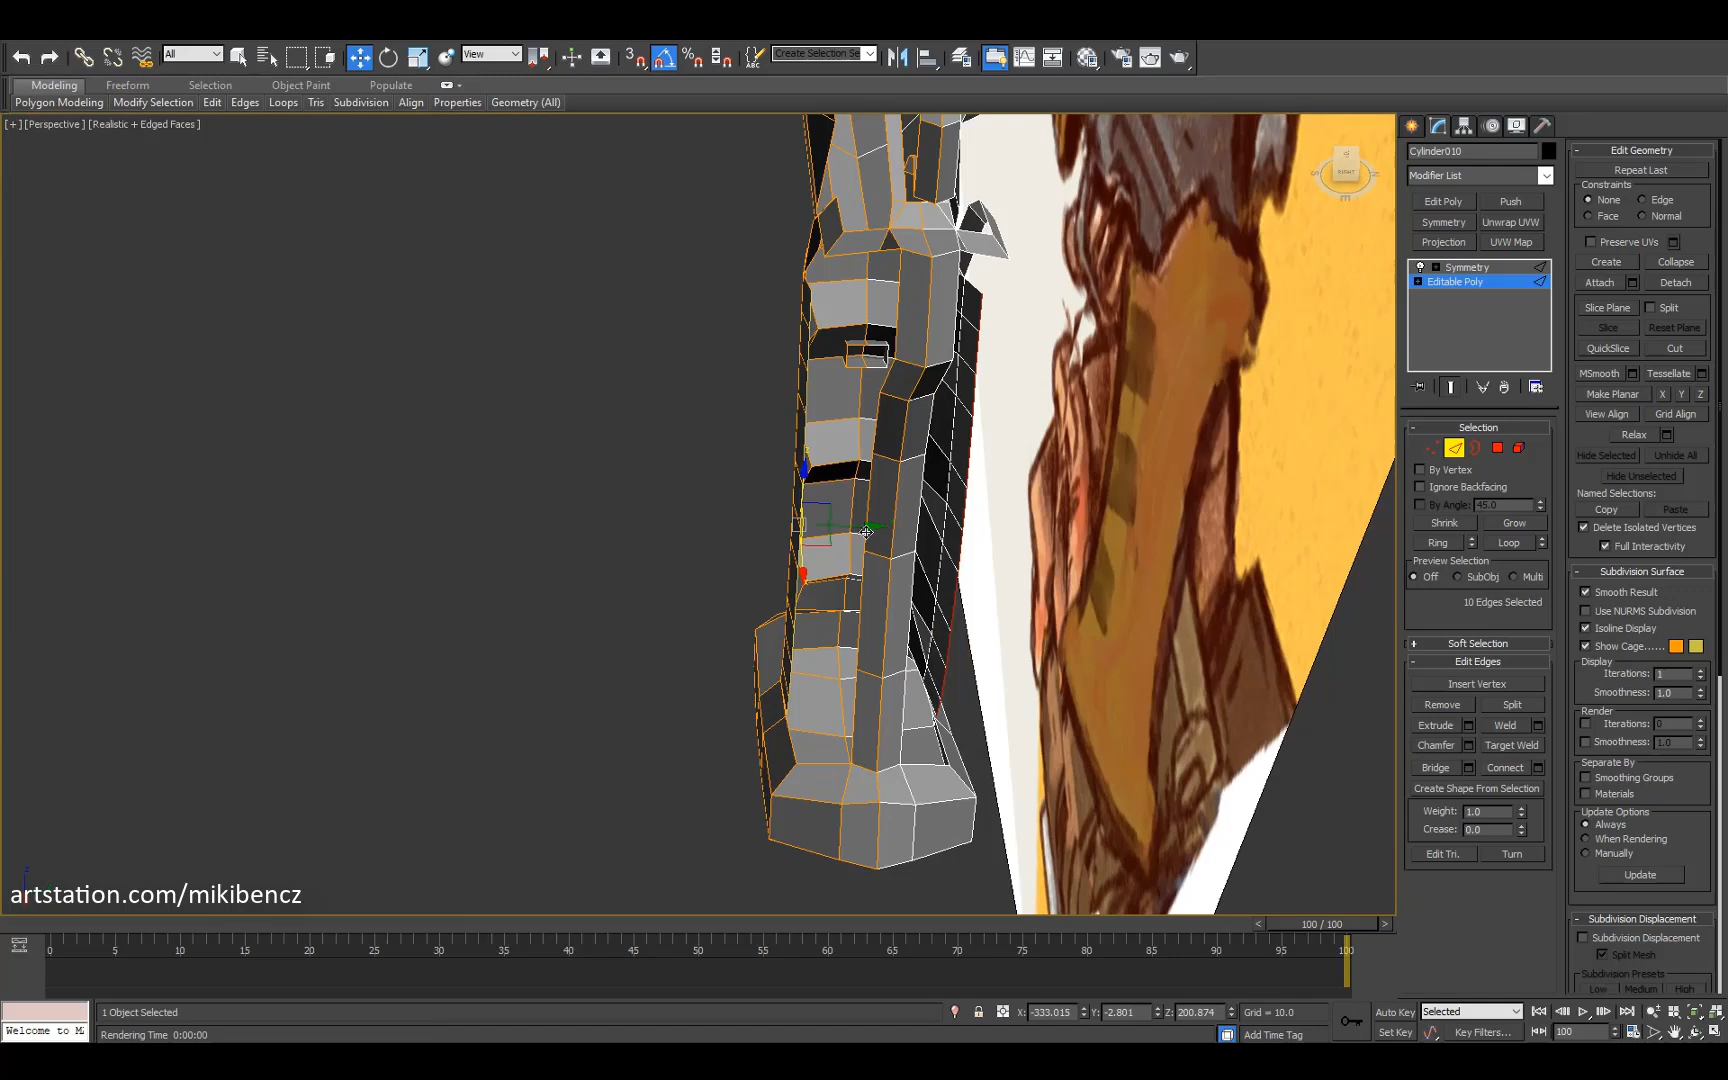 All
View
3
%
ABC
Create Selection Se
Modeling Freeform Selection Object Paint Populate
Polygon Modeling Modify Selection Edit Edges Loops Tris Subdivision Align Properties Geometry (All)
[+] [Perspective] [Realistic + Edged Faces]
RIGHT
Cylinder010
Modifier List
Edit Poly Push
Symmetry Unwrap UVW
Projection UVW Map
Symmetry
Editable Poly
Selection
By Vertex
Ignore Backfacing
By Angle: 45.0
Shrink Grow
Ring Loop
Preview Selection
Off SubObj Multi
10 Edges Selected
Soft Selection
Edit Edges
Insert Vertex
Remove Split
Extrude Weld
Chamfer Target Weld
Bridge Connect
Create Shape From Selection
Weight: 1.0
Crease: 0.0
Edit Tri. Turn
Edit Geometry
Repeat Last
Constraints
None Edge
Face Normal
Preserve UVs
Create Collapse
Attach Detach
Slice Plane Split
Slice Reset Plane
QuickSlice Cut
MSmooth Tessellate
Make Planar X Y Z
View Align Grid Align
Relax
Hide Selected Unhide All
Hide Unselected
Named Selections:
Copy Paste
Delete Isolated Vertices
Full Interactivity
Subdivision Surface
Smooth Result
Use NURMS Subdivision
Isoline Display
Show Cage......
Display
Iterations: 1
Smoothness: 1.0
Render
Iterations: 0
Smoothness: 1.0
Separate By
Smoothing Groups
Materials
Update Options
Always
When Rendering
Manually
Update
Subdivision Displacement
Subdivision Displacement
Split Mesh
Subdivision Presets
Low Medium High
artstation.com/mikibencz
< 100 / 100 >
0 5 10 15 20 25 30 35 40 45 50 55 60 65 70 75 80 85 90 95 100
1 Object Selected
X: -333.015 Y: -2.801 Z: 200.874 Grid = 10.0
Auto Key Selected
Welcome to M
Rendering Time 0:00:00
Add Time Tag
Set Key Key Filters...
100